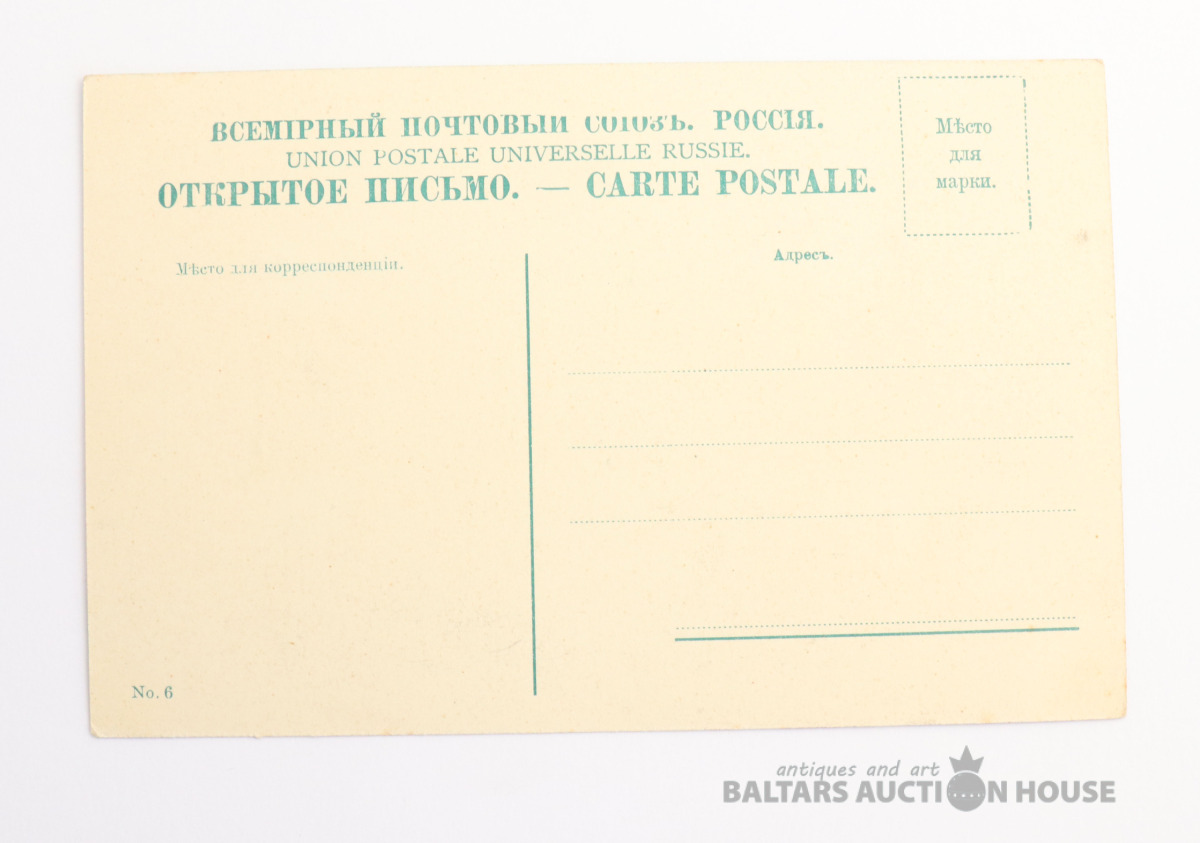 ВСЕМІРНЫЙ ПОЧТОВЫЙ СОЮЗЪ. РОССІЯ.
UNION POSTALE UNIVERSELLE RUSSIE.
ОТКРЫТОЕ ПИСЬМО. — CARTE POSTALE.
Мѣсто
для
марки.
Мѣсто для корреспонденціи.
Адресъ.
No. 6
antiques and art
BALTARS AUCTION HOUSE